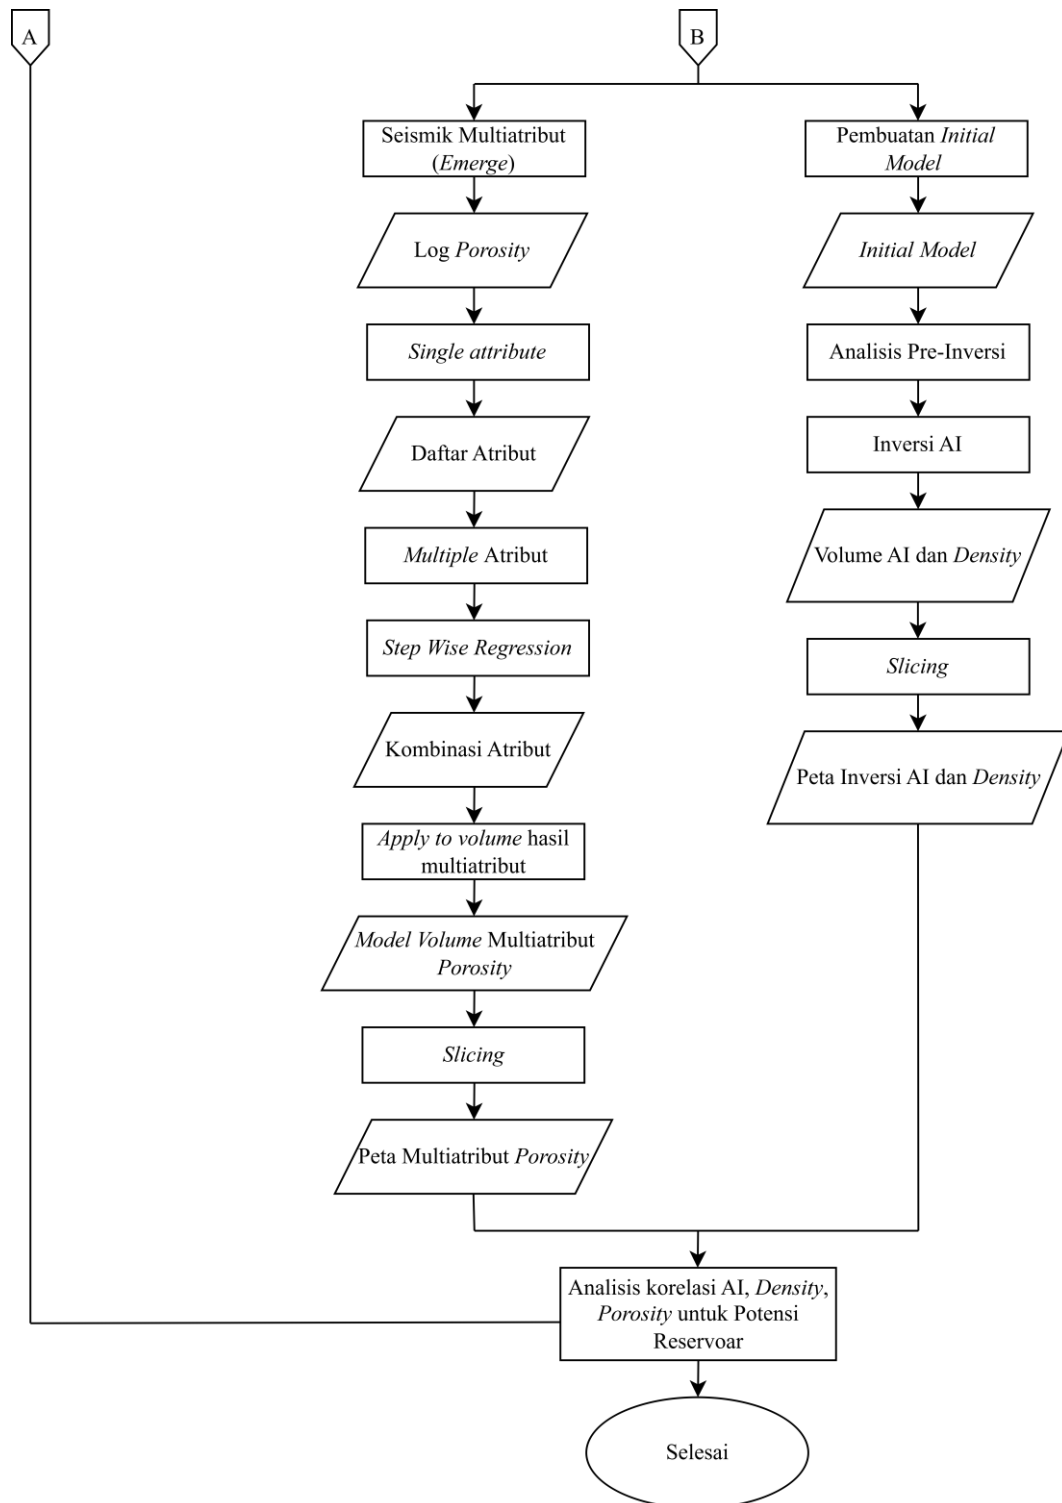 A
B
Seismik Multiatribut
(Emerge)
Log Porosity
Single attribute
Daftar Atribut
Multiple Atribut
Step Wise Regression
Kombinasi Atribut
Apply to volume hasil
multiatribut
Model Volume Multiatribut
Porosity
Slicing
Peta Multiatribut Porosity
Pembuatan Initial
Model
Initial Model
Analisis Pre-Inversi
Inversi AI
Volume AI dan Density
Slicing
Peta Inversi AI dan Density
Analisis korelasi AI, Density,
Porosity untuk Potensi
Reservoar
Selesai